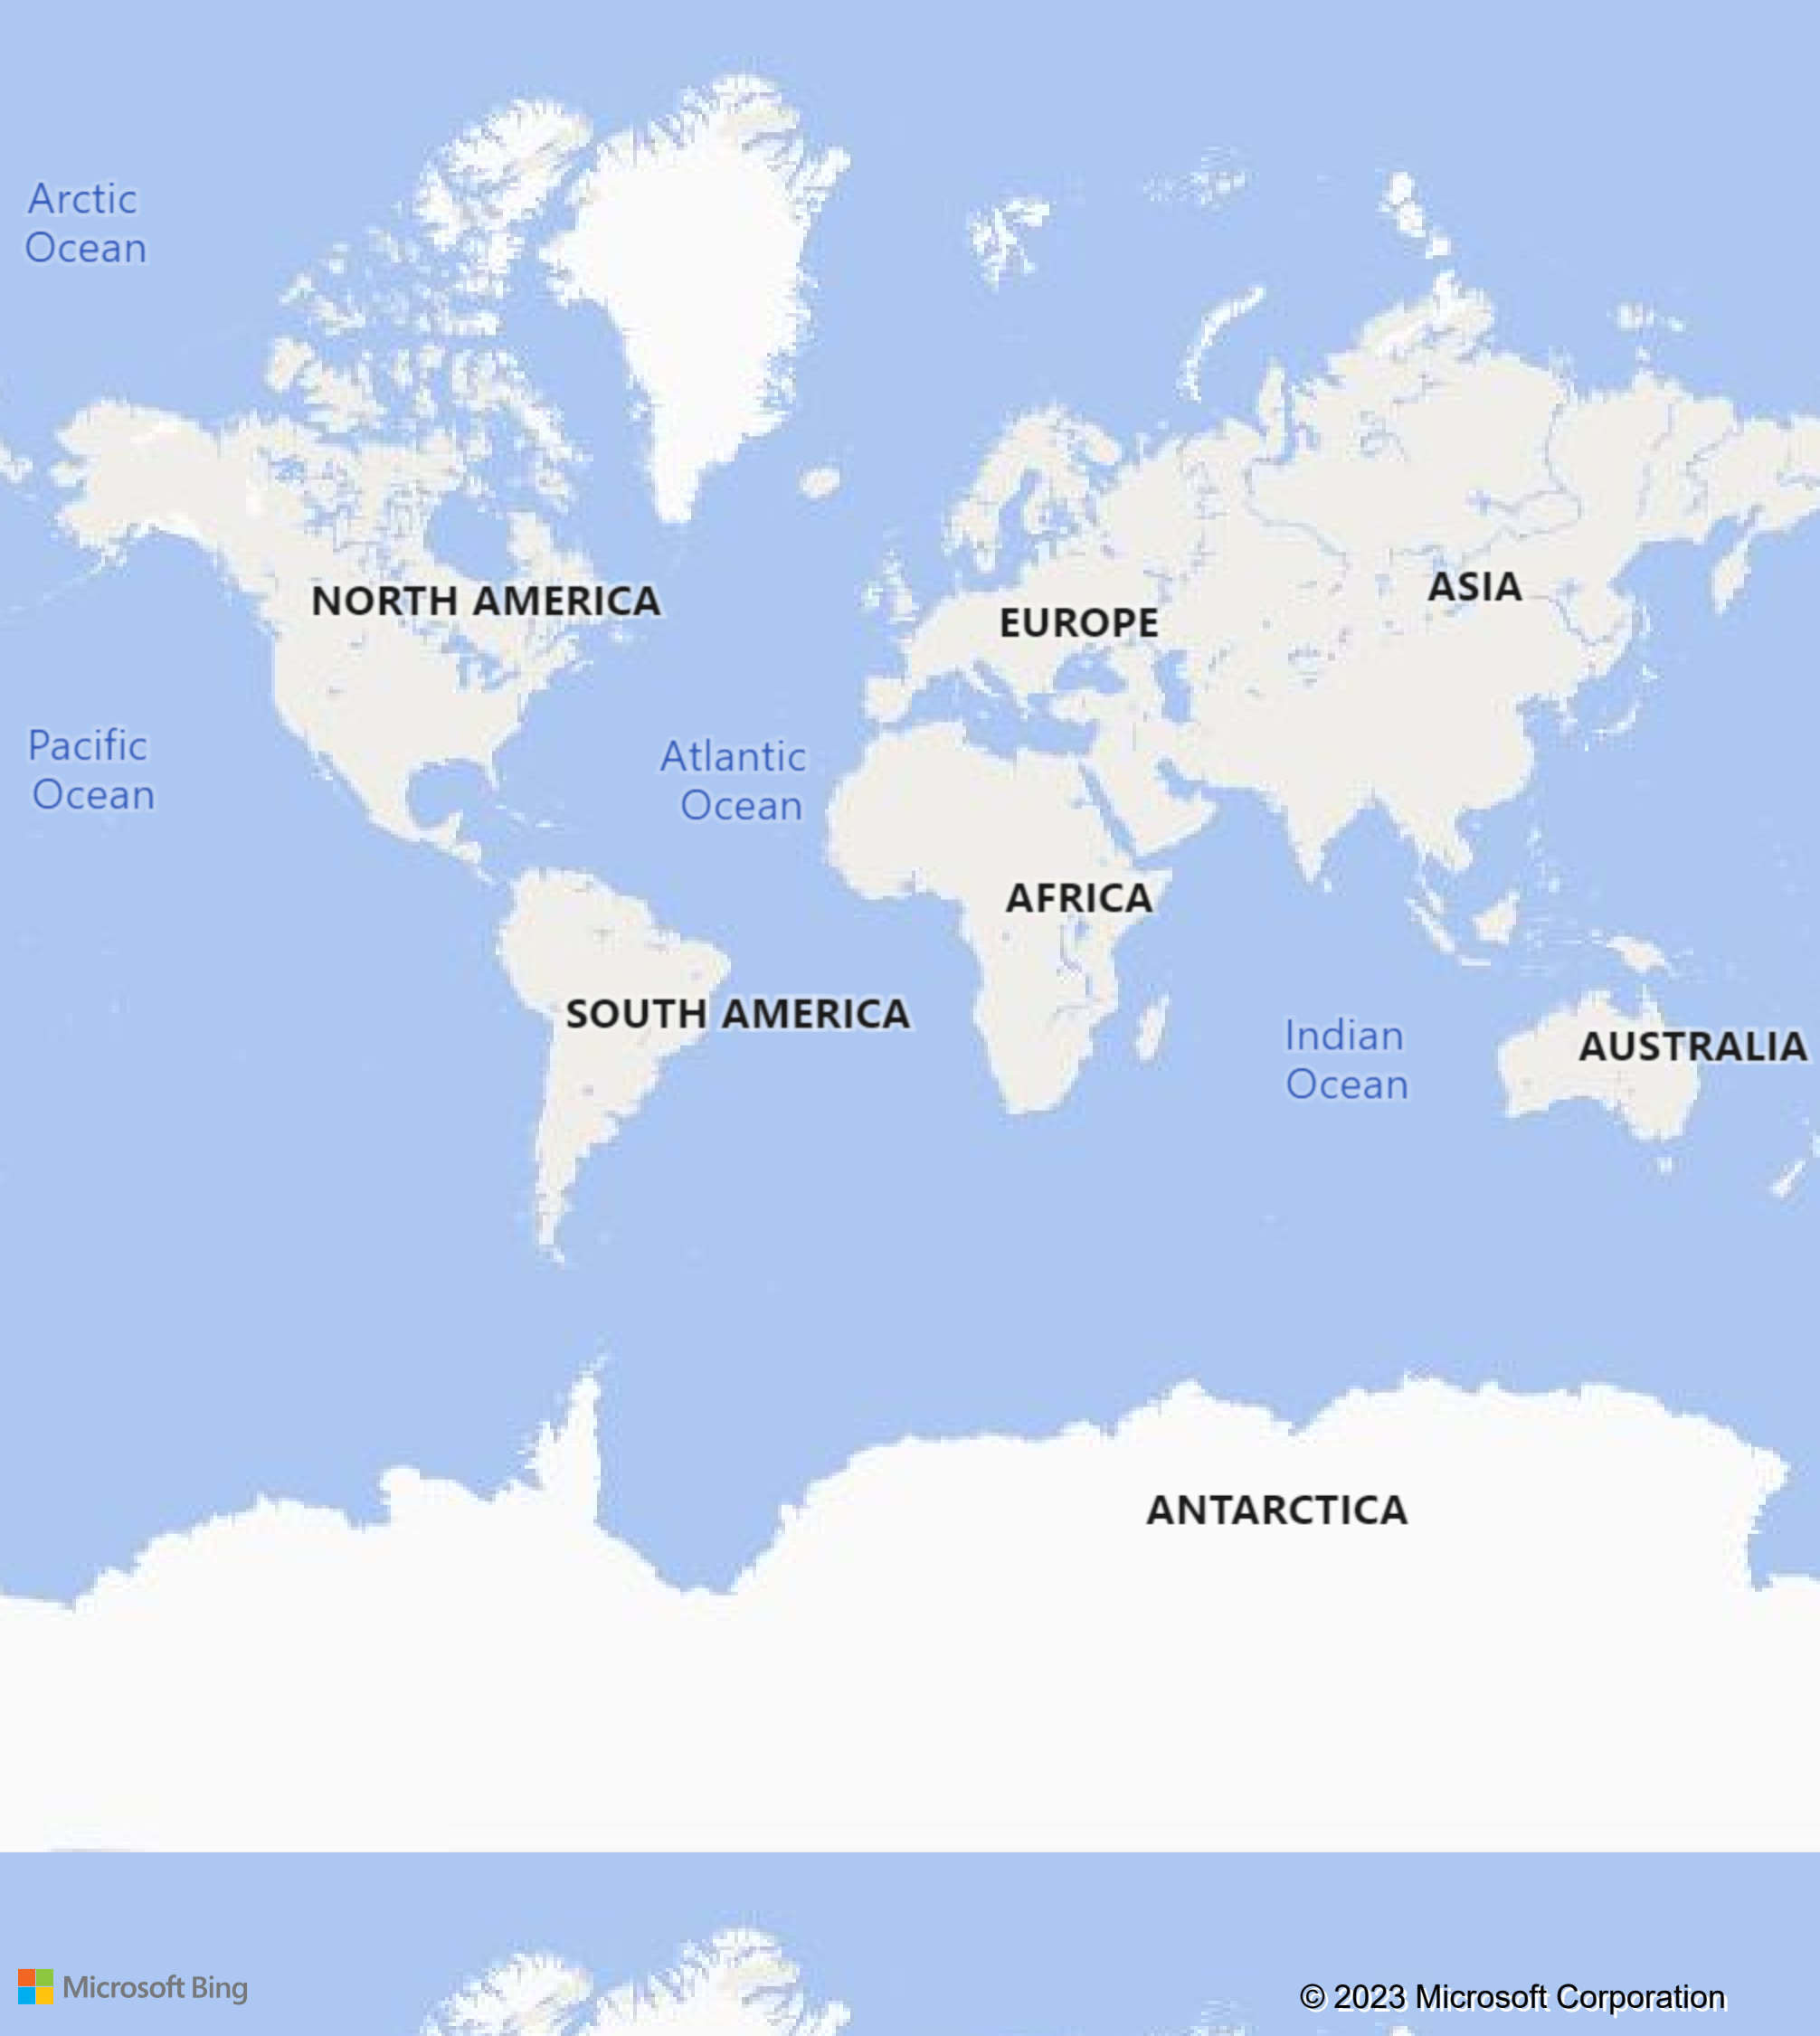 Arctic
Ocean
NORTH AMERICA
EUROPE
ASIA
Pacific
Ocean
Atlantic
Ocean
AFRICA
SOUTH AMERICA
Indian
Ocean
AUSTRALIA
ANTARCTICA
Microsoft Bing
© 2023 Microsoft Corporation